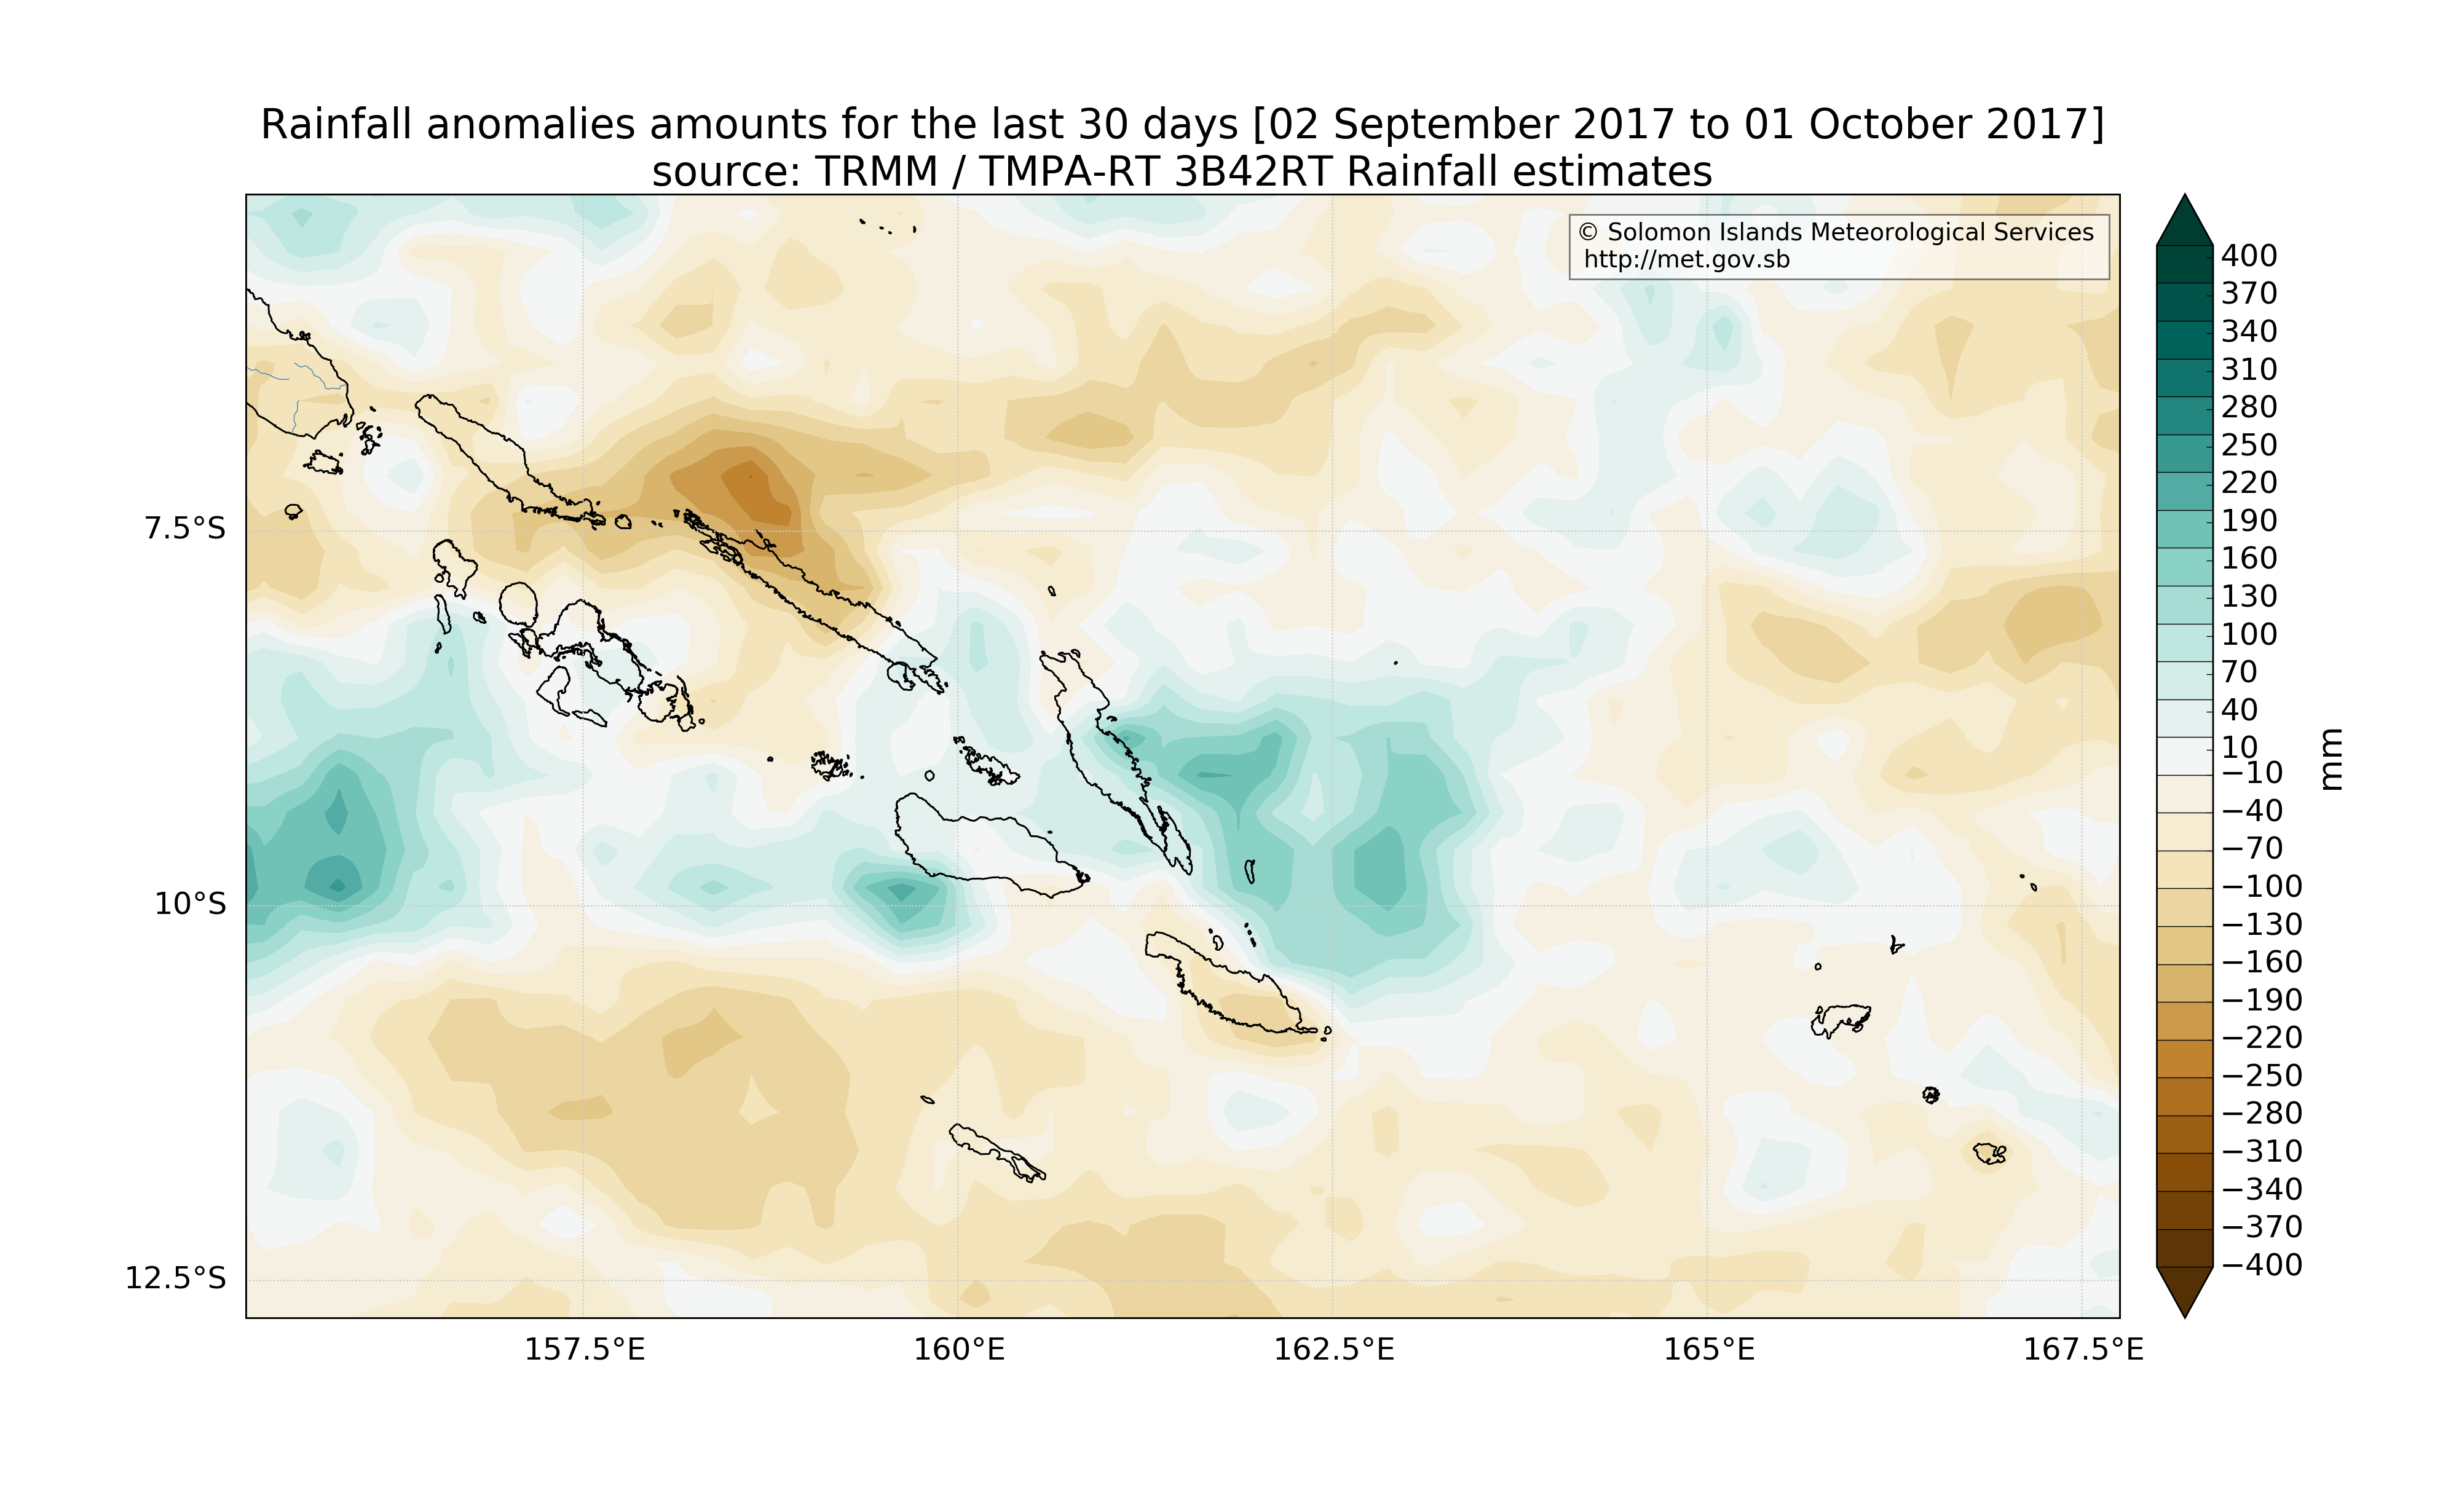 Rainfall anomalies amounts for the last 30 days [02 September 2017 to 01 October 2017]
source: TRMM / TMPA-RT 3B42RT Rainfall estimates
© Solomon Islands Meteorological Services
http://met.gov.sb
7.5°S
10°S
12.5°S
157.5°E
160°E
162.5°E
165°E
167.5°E
400
370
340
310
280
250
220
190
160
130
100
70
40
10
−10
−40
−70
−100
−130
−160
−190
−220
−250
−280
−310
−340
−370
−400
mm